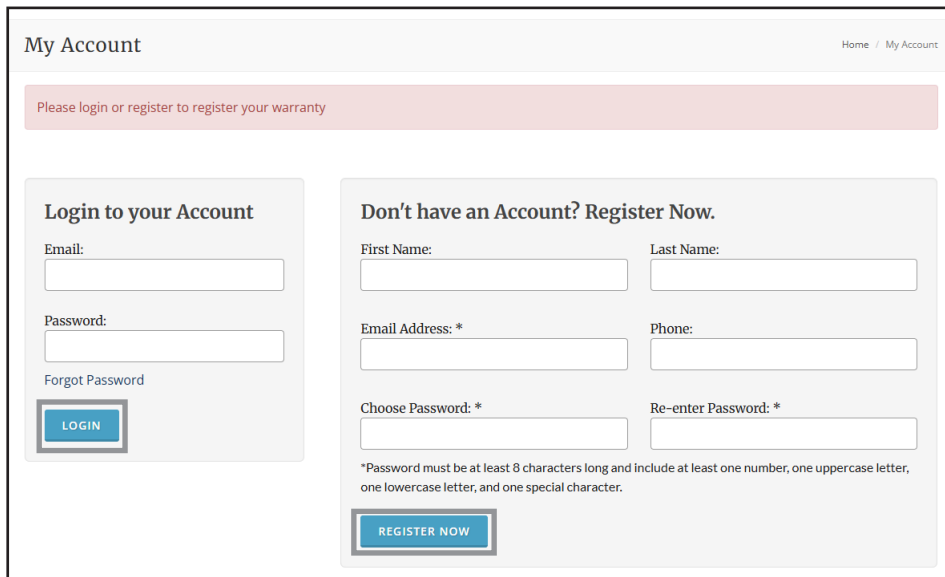 My Account
Home / My Account
Please login or register to register your warranty
Login to your Account
Email:
Password:
Forgot Password
LOGIN
Don't have an Account? Register Now.
First Name:
Last Name:
Email Address: *
Phone:
Choose Password: *
Re-enter Password: *
*Password must be at least 8 characters long and include at least one number, one uppercase letter,
one lowercase letter, and one special character.
REGISTER NOW